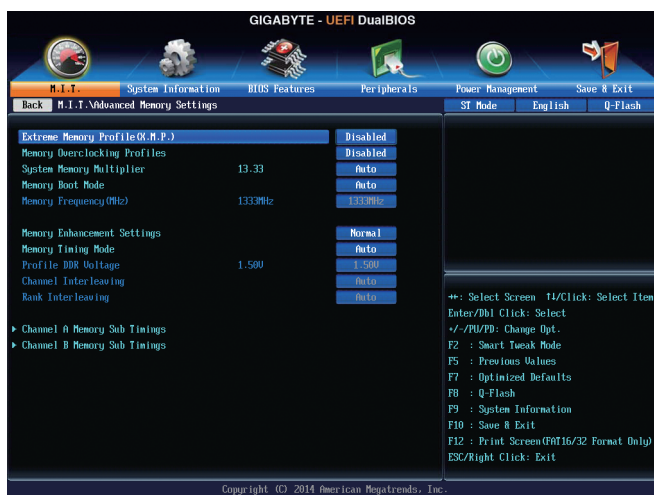 GIGABYTE - UEFI DualBIOS
M.I.T. System Information BIOS Features Peripherals Power Management Save & Exit
Back M.I.T.\Advanced Memory Settings ST Mode English Q-Flash
Extreme Memory Profile(X.M.P.) Disabled
Memory Overclocking Profiles Disabled
System Memory Multiplier 13.33 Auto
Memory Boot Mode Auto
Memory Frequency(MHz) 1333MHz 1333MHz
Memory Enhancement Settings Normal
Memory Timing Mode Auto
Profile DDR Voltage 1.50V 1.50V
Channel Interleaving Auto
Rank Interleaving Auto
Channel A Memory Sub Timings
Channel B Memory Sub Timings
→←: Select Screen ↑↓/Click: Select Item
Enter/Dbl Click: Select
+/-/PU/PD: Change Opt.
F2 : Smart Tweak Mode
F5 : Previous Values
F7 : Optimized Defaults
F8 : Q-Flash
F9 : System Information
F10 : Save & Exit
F12 : Print Screen(FAT16/32 Format Only)
ESC/Right Click: Exit
Copyright (C) 2014 American Megatrends, Inc.